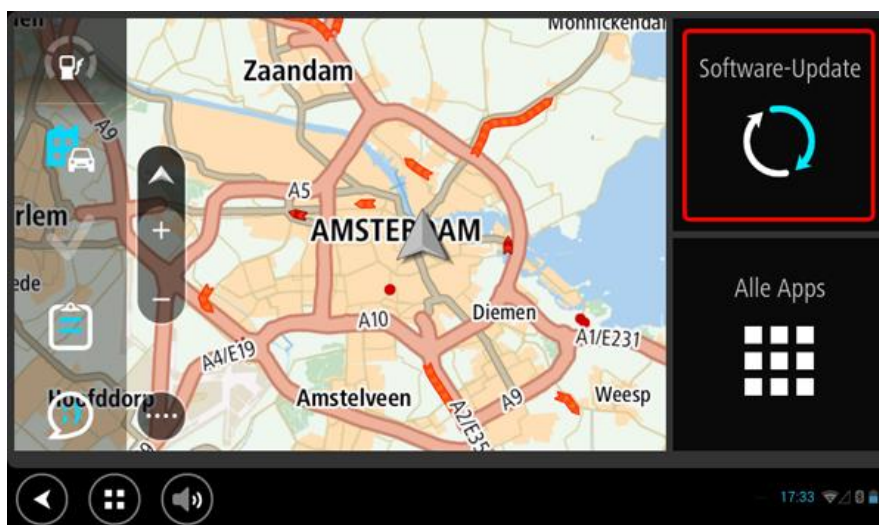 Monnickendar
Zaandam
A9
A5
rlem
AMSTERDAM
ede
A10
Diemen
A1/E231
A4/E19
Hoofddorp
Amstelveen
A9
Weesp
A2/E35
Software-Update
Alle Apps
17:33